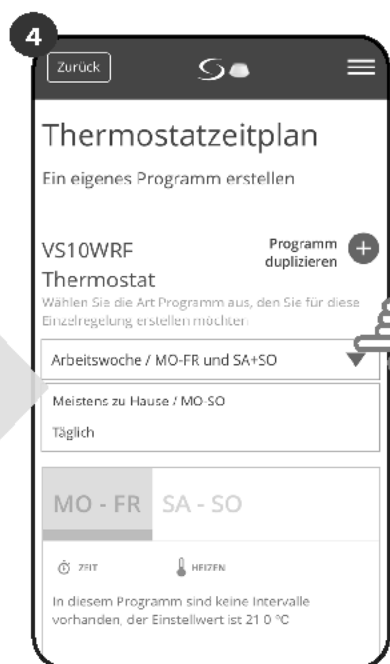 4
Zurück
Thermostatzeitplan
Ein eigenes Programm erstellen
VS10WRF
Thermostat
Programm
duplizieren
Wählen Sie die Art Programm aus, den Sie für diese
Einzelregelung erstellen möchten
Arbeitswoche / MO-FR und SA+SO
Meistens zu Hause / MO-SO
Täglich
MO - FR SA - SO
ZEIT HEIZEN
In diesem Programm sind keine Intervalle
vorhanden, der Einstellwert ist 21 0 °C